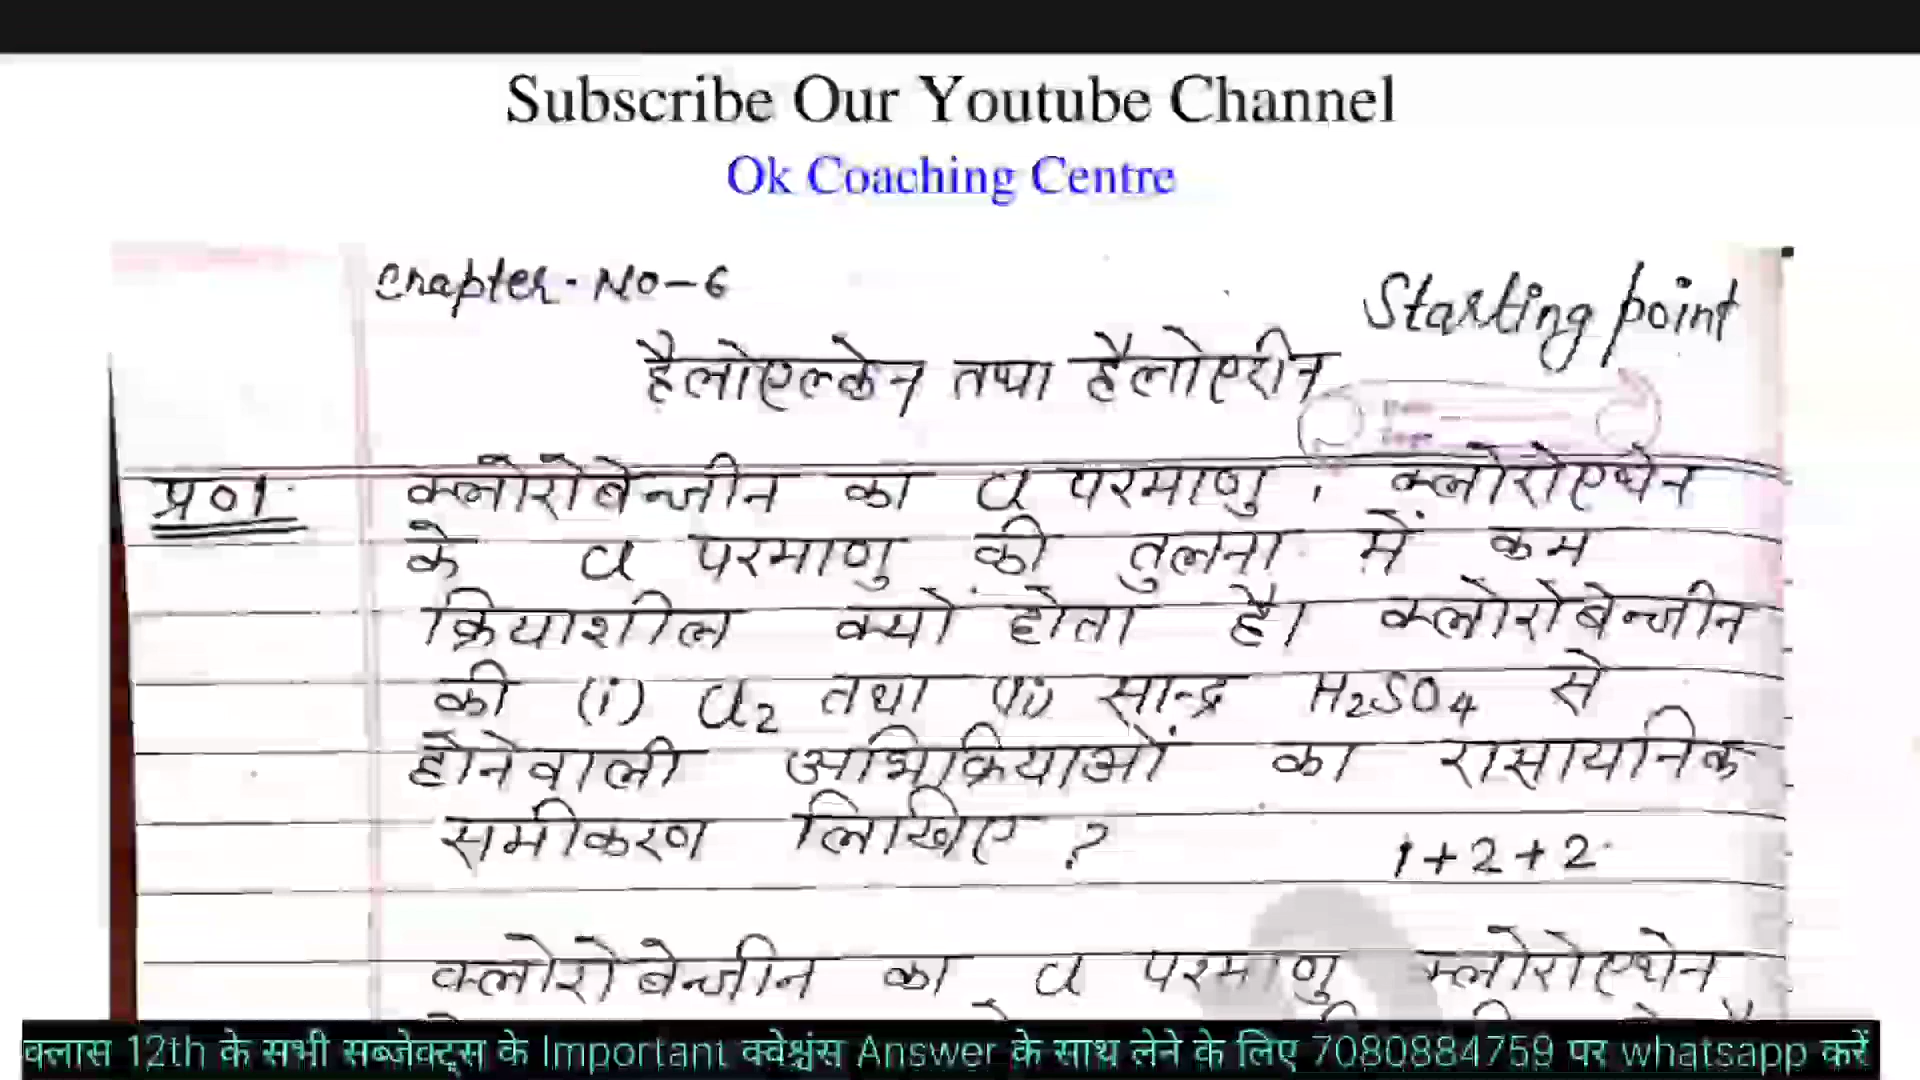 Subscribe Our Youtube Channel
Ok Coaching Centre
chapter-No-6
Starting point
हैलोएल्केन तथा हैलोएरीन
प्र०1. क्लोरोबेन्जीन का Cl परमाणु, क्लोरोएथेन
के Cl परमाणु की तुलना में कम
क्रियाशील क्यों होता है। क्लोरोबेन्जीन
की (i) Cl2 तथा (ii) सान्द्र H2SO4 से
होनेवाली अभिक्रियाओं का रासायनिक
समीकरण लिखिए ?
1+2+2
क्लोरोबेन्जीन का Cl परमाणु क्लोरोएथेन
क्लास 12th के सभी सब्जेक्ट्स के Important क्वेश्चंस Answer के साथ लेने के लिए 7080884759 पर whatsapp करें